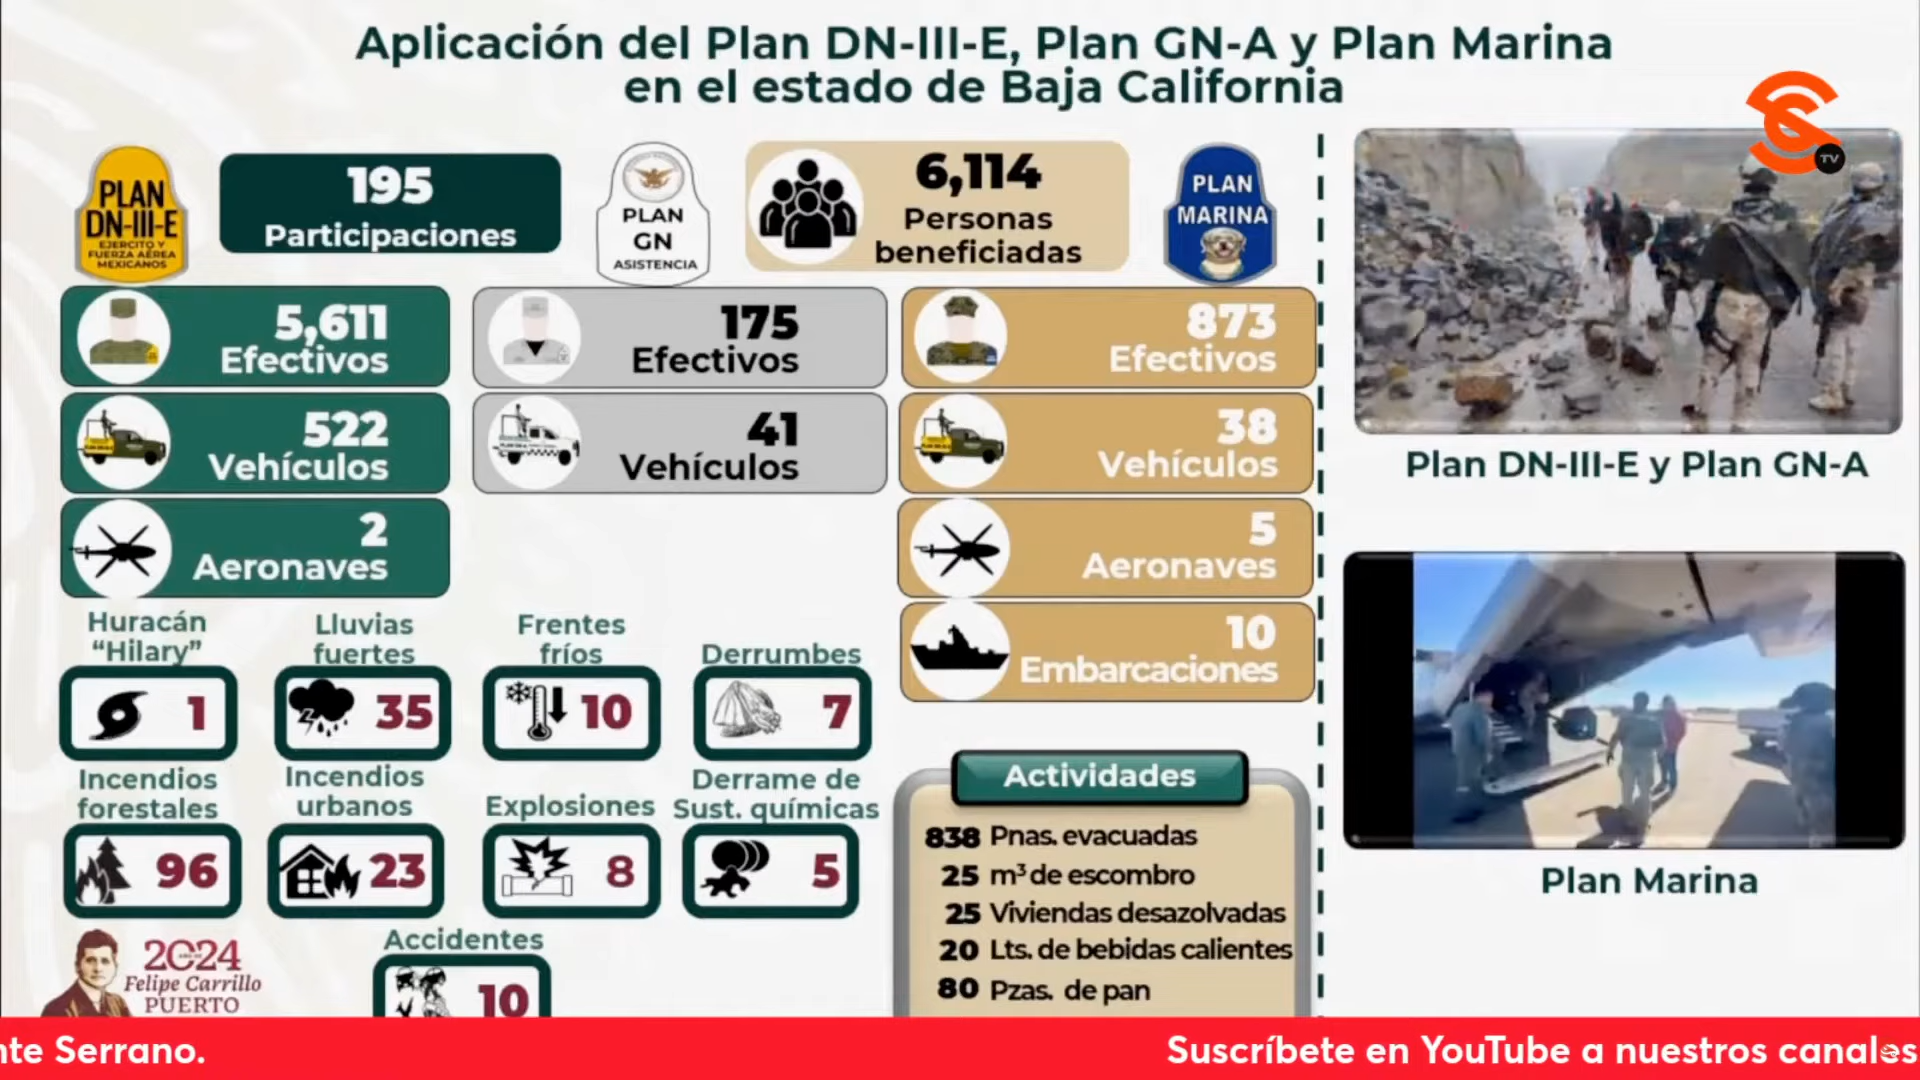 Aplicación del Plan DN-III-E, Plan GN-A y Plan Marina
en el estado de Baja California
PLAN
DN-III-E
EJERCITO Y
FUERZA AÉREA
MEXICANOS
195
Participaciones
PLAN
GN
ASISTENCIA
6,114
Personas
beneficiadas
PLAN
MARINA
TV
5,611
Efectivos
175
Efectivos
873
Efectivos
522
Vehículos
41
Vehículos
38
Vehículos
2
Aeronaves
5
Aeronaves
10
Embarcaciones
Plan DN-III-E y Plan GN-A
Plan Marina
Huracán
“Hilary”
1
Lluvias
fuertes
35
Frentes
fríos
10
Derrumbes
7
Incendios
forestales
96
Incendios
urbanos
23
Explosiones
8
Derrame de
Sust. químicas
5
Accidentes
10
Actividades
838 Pnas. evacuadas
25 m³ de escombro
25 Viviendas desazolvadas
20 Lts. de bebidas calientes
80 Pzas. de pan
2024
Felipe Carrillo
PUERTO
nte Serrano.
Suscríbete en YouTube a nuestros canales